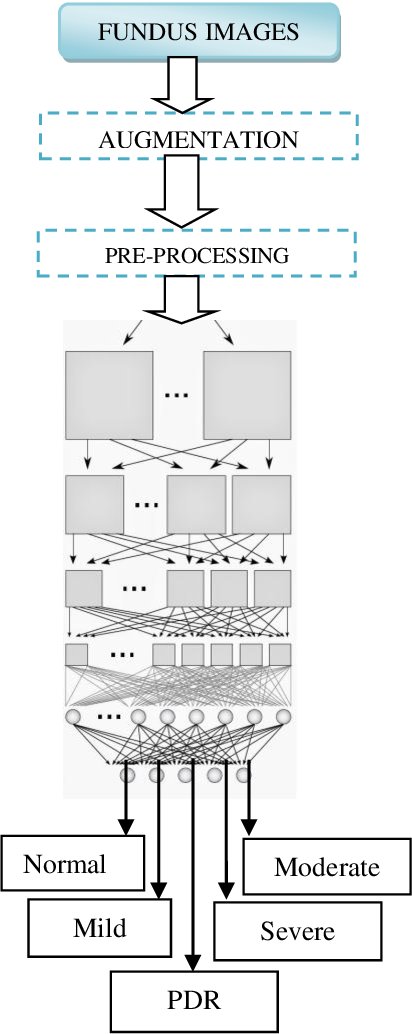 FUNDUS IMAGES
AUGMENTATION
PRE-PROCESSING
Normal
Moderate
Mild
Severe
PDR